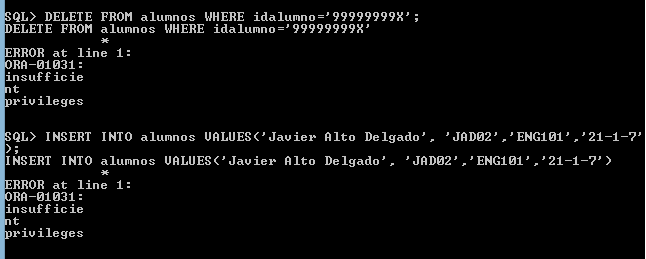 SQL> DELETE FROM alumnos WHERE idalumno='99999999X';
DELETE FROM alumnos WHERE idalumno='99999999X'
*
ERROR at line 1:
ORA-01031:
insufficie
nt
privileges
SQL> INSERT INTO alumnos VALUES('Javier Alto Delgado', 'JAD02','ENG101','21-1-7'
);
INSERT INTO alumnos VALUES('Javier Alto Delgado', 'JAD02','ENG101','21-1-7')
*
ERROR at line 1:
ORA-01031:
insufficie
nt
privileges